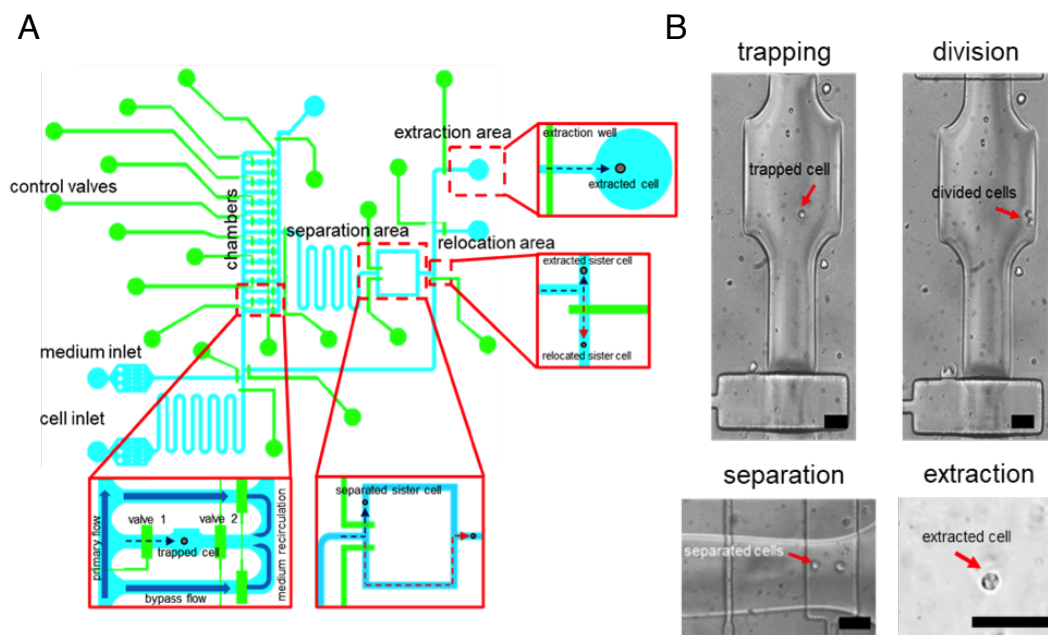 A
extraction area
control valves
chambers
separation area
relocation area
medium inlet
cell inlet
extraction well
extracted cell
extracted sister cell
relocated sister cell
primary flow
valve 1
valve 2
trapped cell
bypass flow
medium recirculation
separated sister cell
B
trapping
division
trapped cell
divided cells
separation
extraction
separated cells
extracted cell